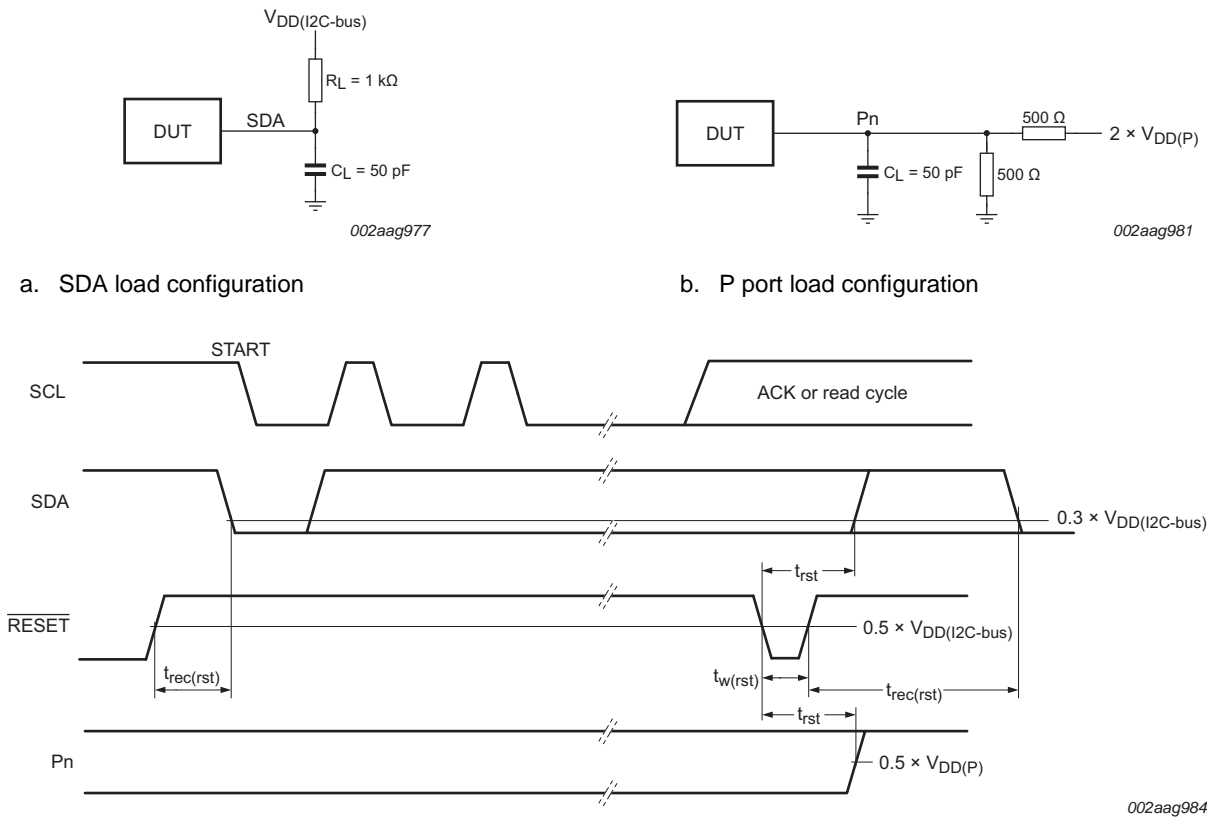 VDD(I2C-bus)
RL = 1 kΩ
DUT
SDA
CL = 50 pF
002aag977
a. SDA load configuration
DUT
Pn
500 Ω
2 × VDD(P)
CL = 50 pF
500 Ω
002aag981
b. P port load configuration
START
SCL
ACK or read cycle
SDA
0.3 × VDD(I2C-bus)
trst
RESET
0.5 × VDD(I2C-bus)
trec(rst)
tw(rst)
trec(rst)
trst
Pn
0.5 × VDD(P)
002aag984